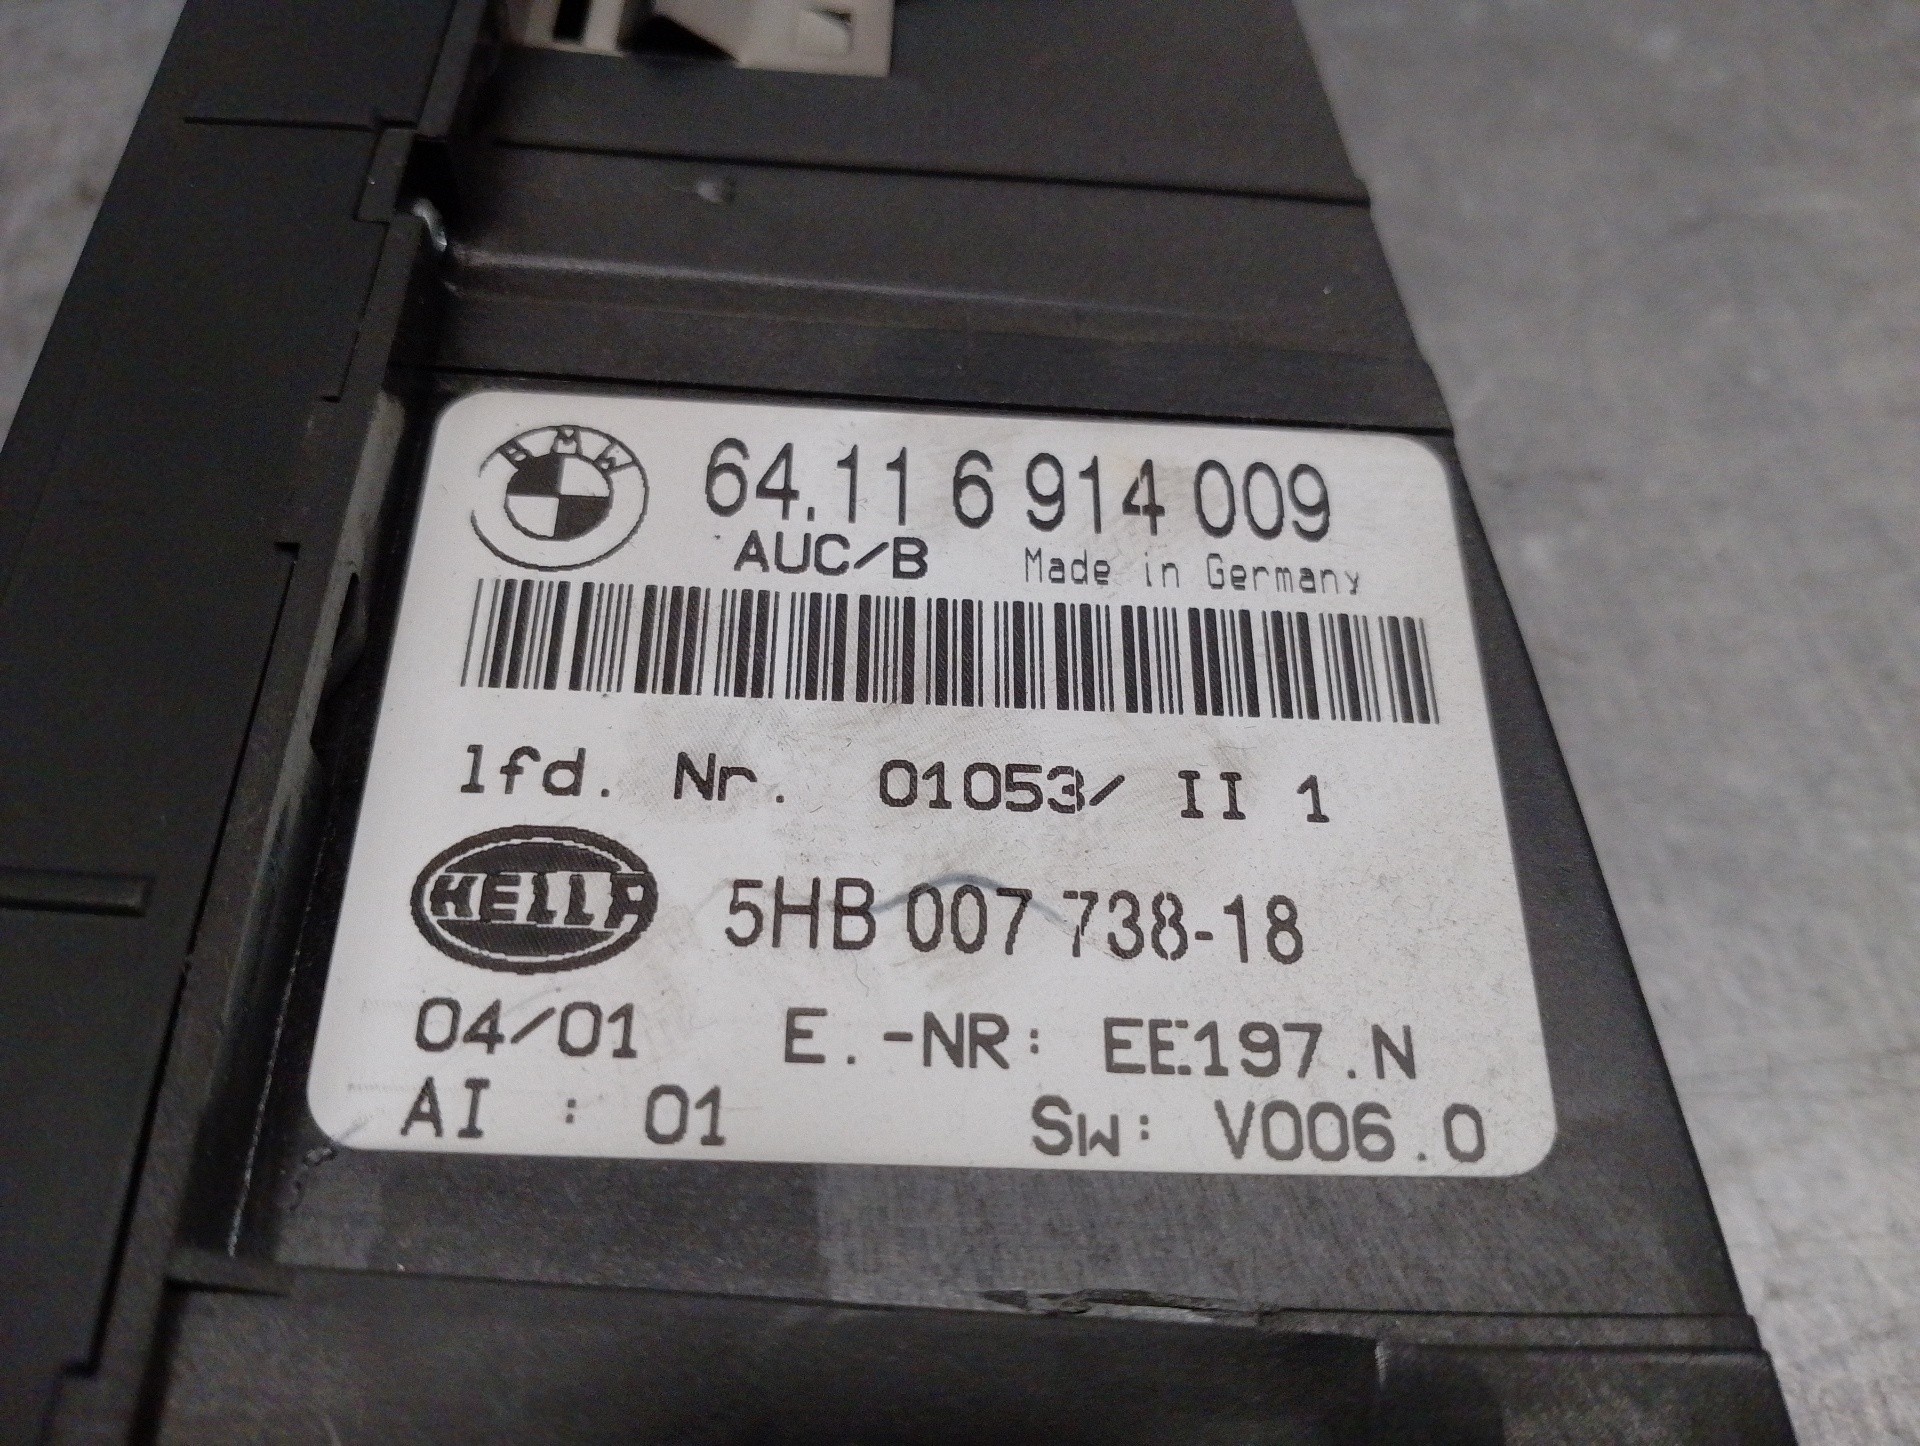 BMW 64.11 6 914 009
AUC/B Made in Germany
lfd. Nr. 01053/ II 1
HELLA 5HB 007 738-18
04/01 E.-NR: EE197.N
AI : 01 SW: V006.0